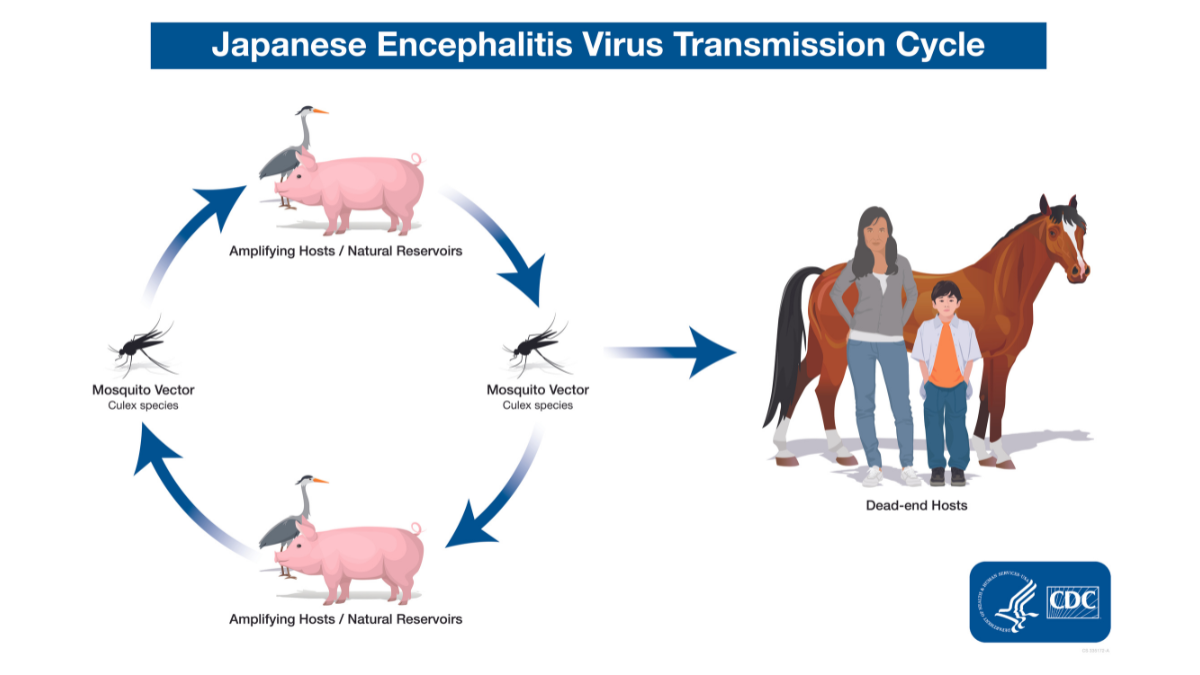 Japanese Encephalitis Virus Transmission Cycle
Amplifying Hosts / Natural Reservoirs
Mosquito Vector
Culex species
Mosquito Vector
Culex species
Amplifying Hosts / Natural Reservoirs
Dead-end Hosts
DEPARTMENT OF HEALTH & HUMAN SERVICES USA
CDC